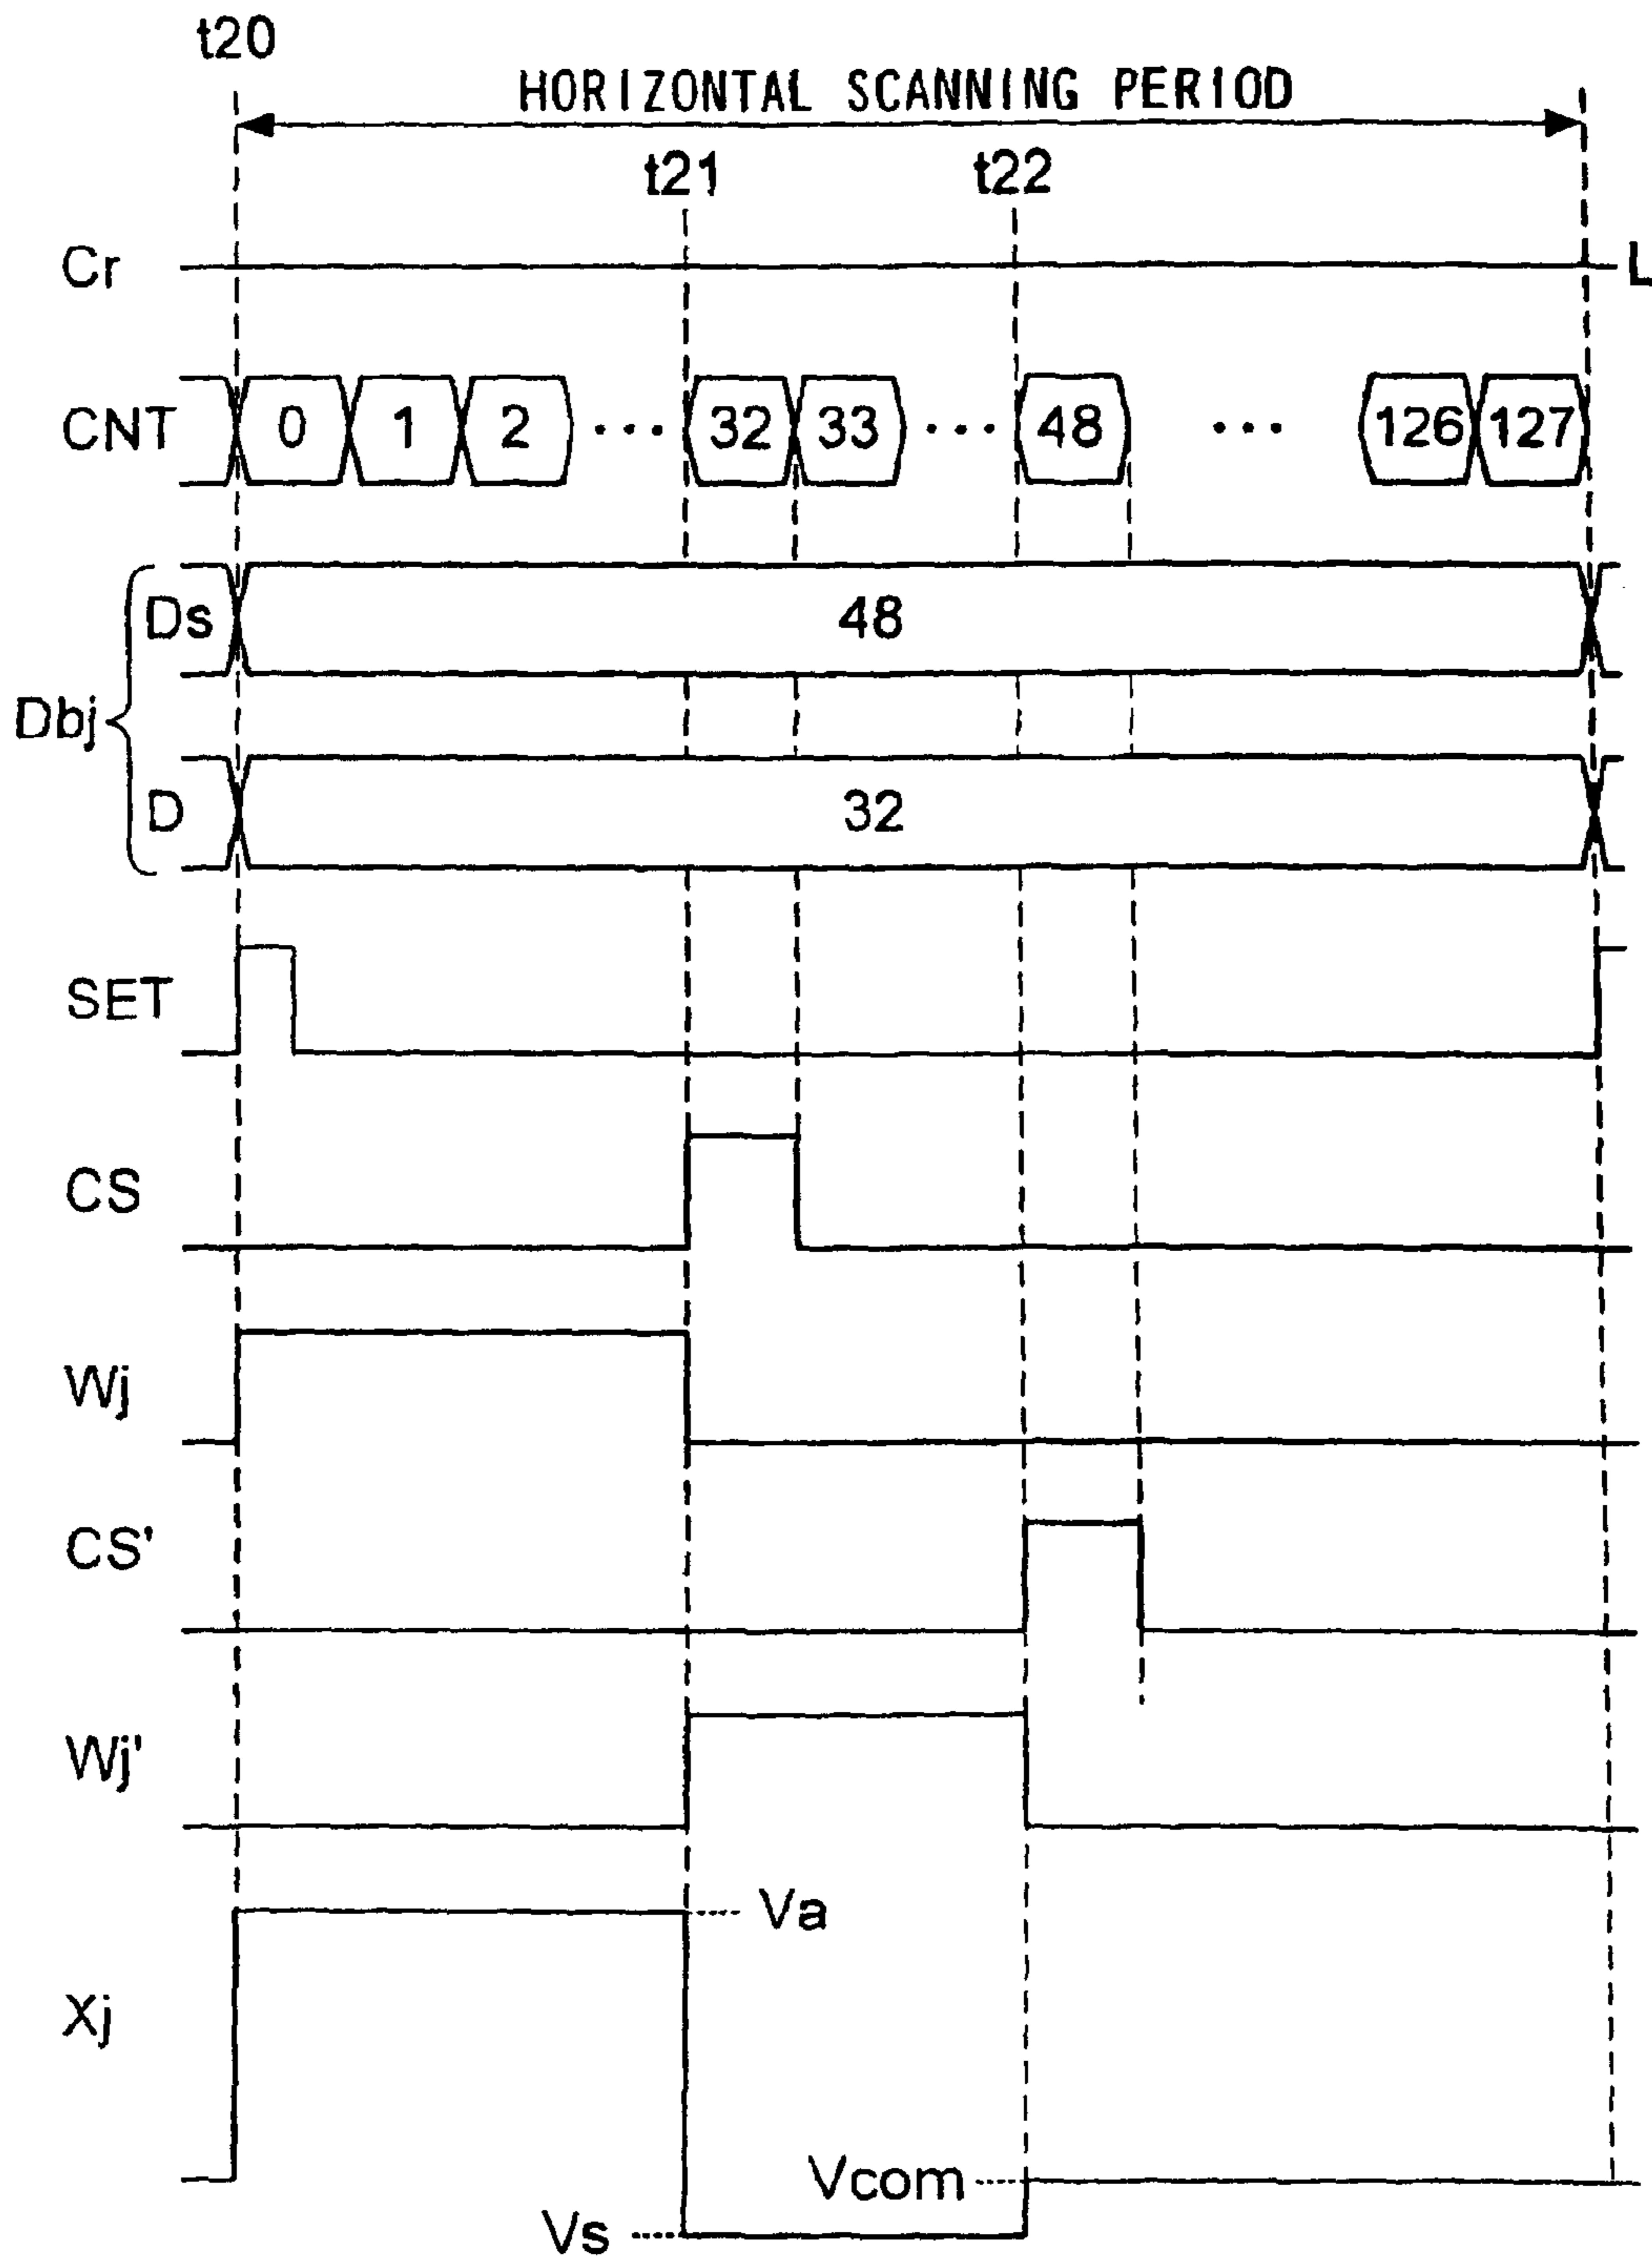 t20
HORIZONTAL SCANNING PERIOD
t21 t22
Cr L
CNT 0 1 2 ... 32 33 ... 48 ... 126 127
Ds 48
Dbj
D 32
SET
CS
Wj
CS'
Wj'
Va
Xj
Vcom
Vs